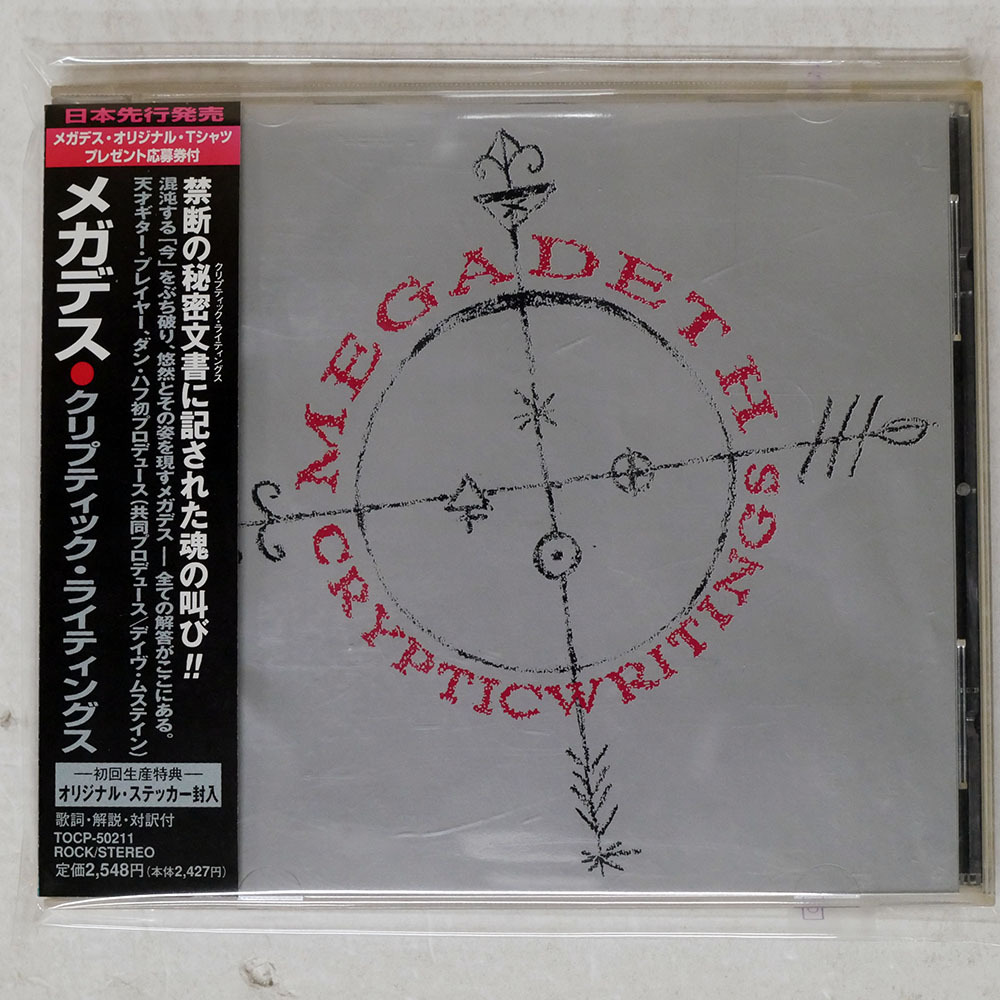 日本先行発売
メガデス・オリジナル・Tシャツ
プレゼント応募券付
禁断の秘密文書に記された魂の叫び!!
クリプティック・ライティングス
混沌する「今」をぶち破り、悠然とその姿を現すメガデス── 全ての解答がここにある。
天才ギター・プレイヤー、ダン・ハフ初プロデュース(共同プロデュース/デイヴ・ムステイン)
メガデス●クリプティック・ライティングス
―初回生産特典―
オリジナル・ステッカー封入
歌詞・解説・対訳付
TOCP-50211
ROCK/STEREO
定価2,548円(本体2,427円)
MEGADETH
CRYPTICWRITINGS